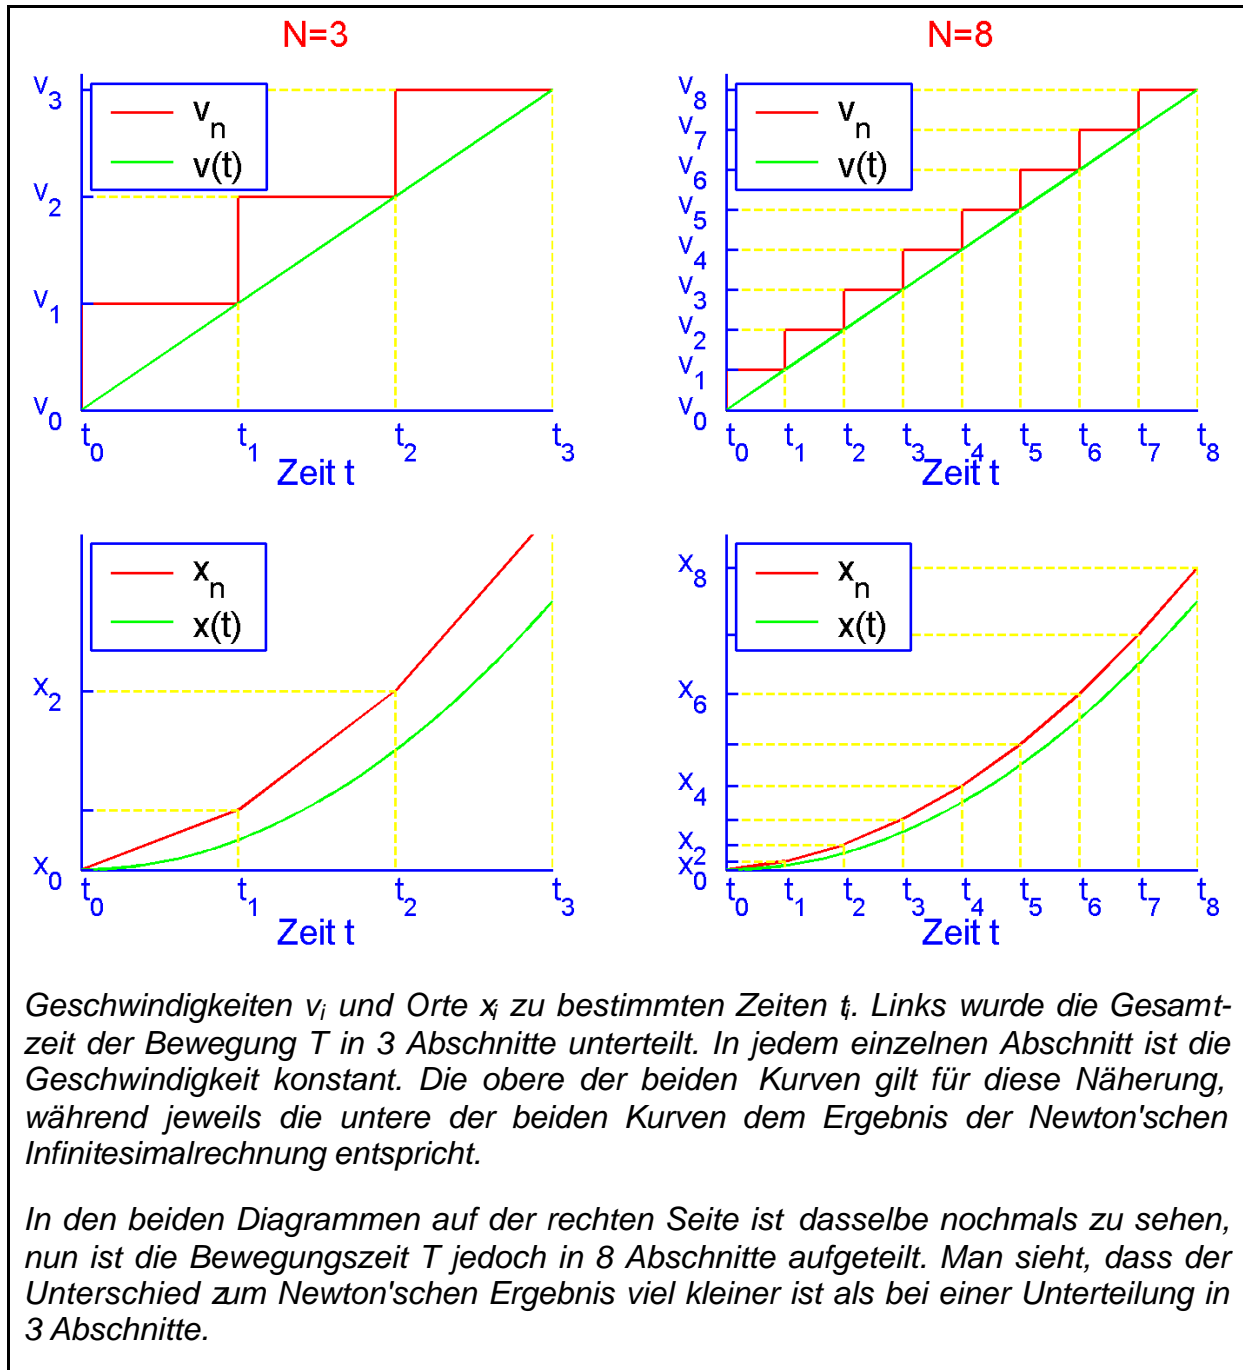 N=3
N=8
v3
v2
v1
v0
vn
v(t)
t0 t1 t2 t3
Zeit t
v8
v7
v6
v5
v4
v3
v2
v1
v0
vn
v(t)
t0 t1 t2 t3 t4 t5 t6 t7 t8
Zeit t
x2
x0
xn
x(t)
t0 t1 t2 t3
Zeit t
x8
x6
x4
x2
x0
xn
x(t)
t0 t1 t2 t3 t4 t5 t6 t7 t8
Zeit t
Geschwindigkeiten vi und Orte xi zu bestimmten Zeiten ti. Links wurde die Gesamt-
zeit der Bewegung T in 3 Abschnitte unterteilt. In jedem einzelnen Abschnitt ist die
Geschwindigkeit konstant. Die obere der beiden Kurven gilt für diese Näherung,
während jeweils die untere der beiden Kurven dem Ergebnis der Newton'schen
Infinitesimalrechnung entspricht.
In den beiden Diagrammen auf der rechten Seite ist dasselbe nochmals zu sehen,
nun ist die Bewegungszeit T jedoch in 8 Abschnitte aufgeteilt. Man sieht, dass der
Unterschied zum Newton'schen Ergebnis viel kleiner ist als bei einer Unterteilung in
3 Abschnitte.